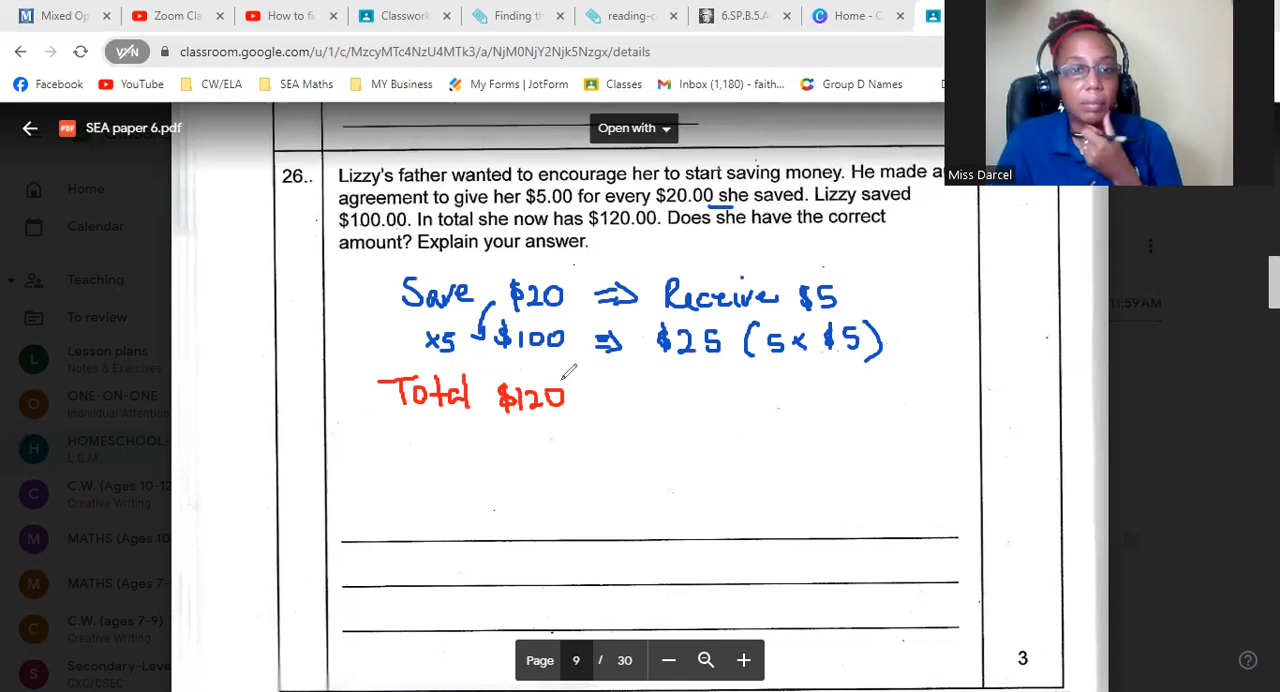 Mixed Op
Zoom Clas
How to fi
Classwork
Finding th
reading-c
6.SP.B.5.A
Home - C
classroom.google.com/u/1/c/MzcyMTc4NzU4MTk3/a/NjM0NjY2Njk5Nzgx/details
Facebook
YouTube
CW/ELA
SEA Maths
MY Business
My Forms | JotForm
Classes
Inbox (1,180) - faith...
Group D Names
Miss Darcel
SEA paper 6.pdf
Open with
Home
Calendar
Teaching
To review
Lesson plans
Notes & Exercises
ONE-ON-ONE
Individual Attention
HOMESCHOOL-
L.C M
C.W. (Ages 10-12
Creative Writing
MATHS (Ages 10
MATHS (Ages 7-
C.W. (ages 7-9)
Creative Writing
Secondary-Level
CXC/CSEC
11:59 AM
26..
Lizzy's father wanted to encourage her to start saving money. He made a
agreement to give her $5.00 for every $20.00 she saved. Lizzy saved
$100.00. In total she now has $120.00. Does she have the correct
amount? Explain your answer.
Save $20 ⇒ Receive $5
x5 $100 ⇒ $25 (5 x $5)
Total $120
3
Page 9 / 30